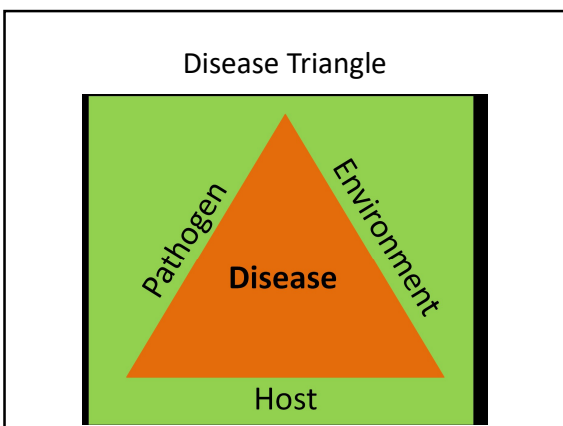 Disease Triangle
Pathogen
Environment
Disease
Host